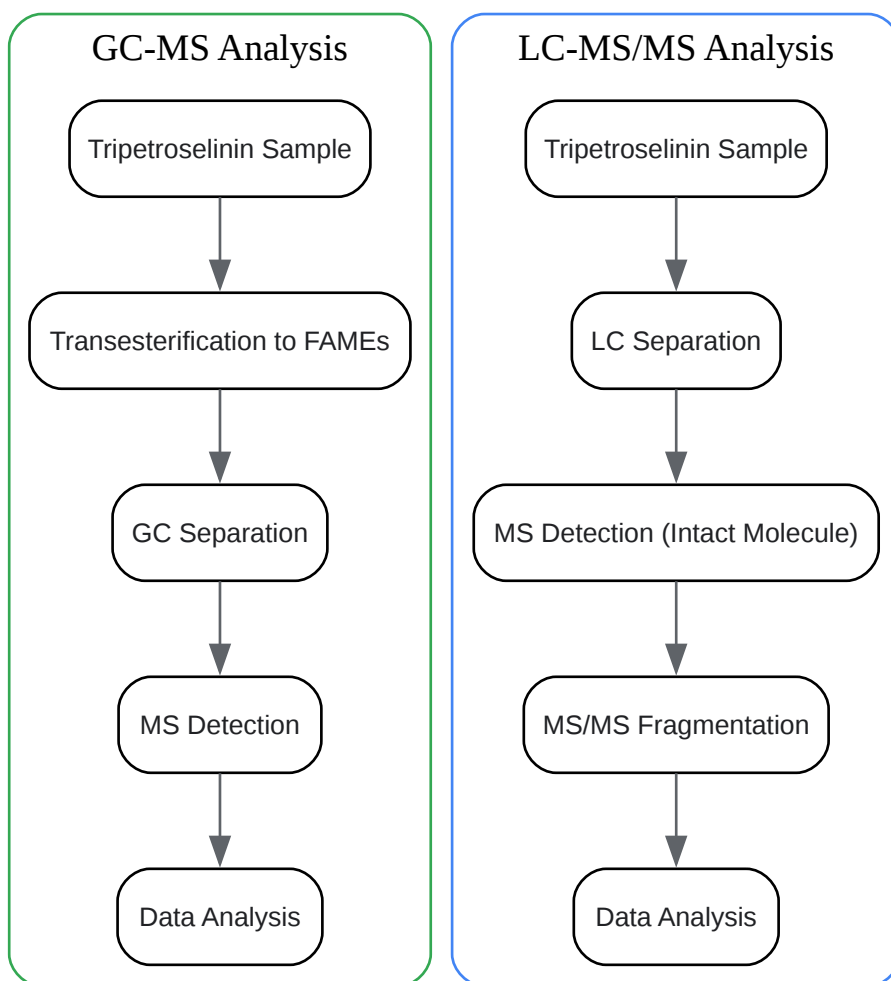 GC-MS Analysis
Tripetroselinin Sample
Transesterification to FAMEs
GC Separation
MS Detection
Data Analysis
LC-MS/MS Analysis
Tripetroselinin Sample
LC Separation
MS Detection (Intact Molecule)
MS/MS Fragmentation
Data Analysis